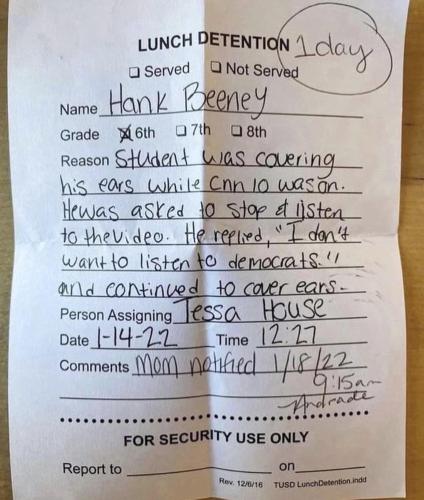 LUNCH DETENTION 1 day
☐ Served ☐ Not Served
Name Hank Beeney
Grade ☒ 6th ☐ 7th ☐ 8th
Reason Student was covering
his ears while Cnn 10 was on.
He was asked to stop & listen
to the video. He replied, "I don't
want to listen to democrats."
and continued to cover ears.
Person Assigning Tessa House
Date 1-14-22 Time 12:27
Comments Mom notified 1/18/22
9:15am
Andrade
FOR SECURITY USE ONLY
Report to on
Rev. 12/6/16 TUSD LunchDetention.indd